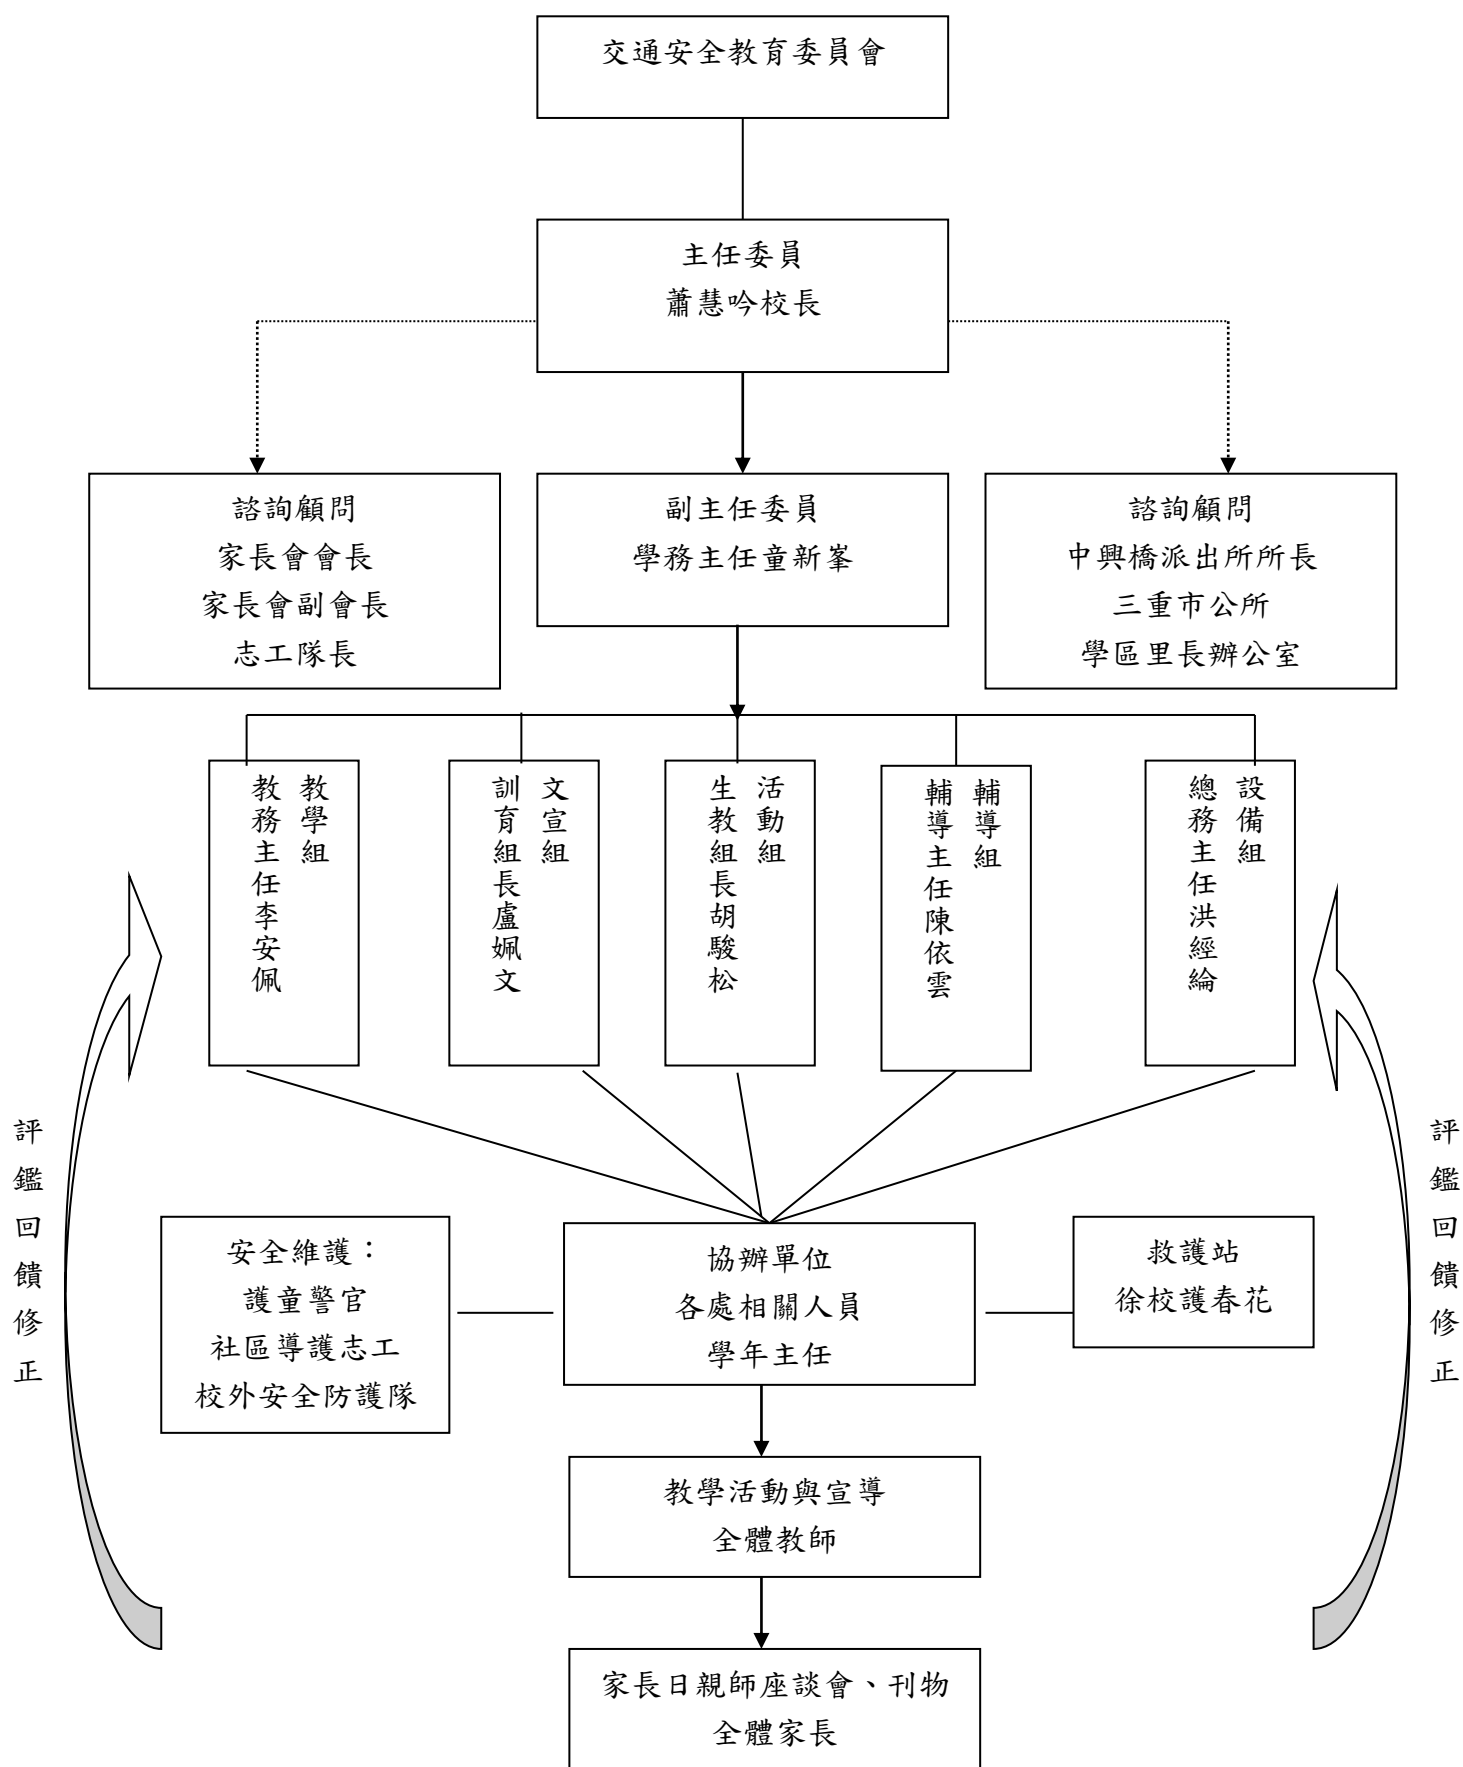 交通安全教育委員會
主任委員
蕭慧吟校長
諮詢顧問
家長會會長
家長會副會長
志工隊長
副主任委員
學務主任童新峯
諮詢顧問
中興橋派出所所長
三重市公所
學區里長辦公室
教學組
教務主任李安佩
文宣組
訓育組長盧姵文
活動組
生教組長胡駿松
輔導組
輔導主任陳依雲
設備組
總務主任洪經綸
評鑑回饋修正
評鑑回饋修正
安全維護：
護童警官
社區導護志工
校外安全防護隊
協辦單位
各處相關人員
學年主任
救護站
徐校護春花
教學活動與宣導
全體教師
家長日親師座談會、刊物
全體家長